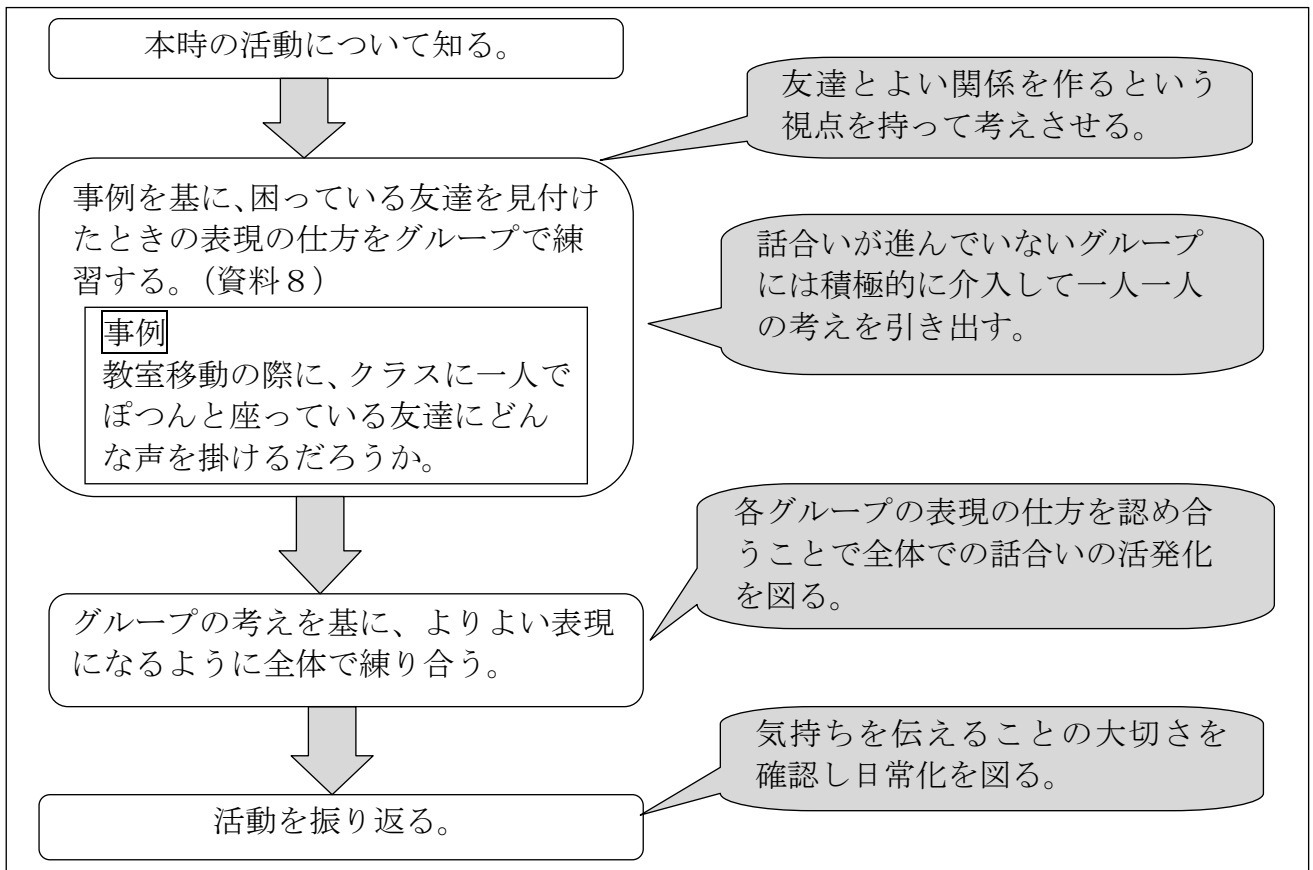 本時の活動について知る。
友達とよい関係を作るという
視点を持って考えさせる。
事例を基に、困っている友達を見付け
たときの表現の仕方をグループで練
習する。（資料８）
事例
教室移動の際に、クラスに一人で
ぽつんと座っている友達にどん
な声を掛けるだろうか。
話合いが進んでいないグループ
には積極的に介入して一人一人
の考えを引き出す。
各グループの表現の仕方を認め合
うことで全体での話合いの活発化
を図る。
グループの考えを基に、よりよい表現
になるように全体で練り合う。
気持ちを伝えることの大切さを
確認し日常化を図る。
活動を振り返る。